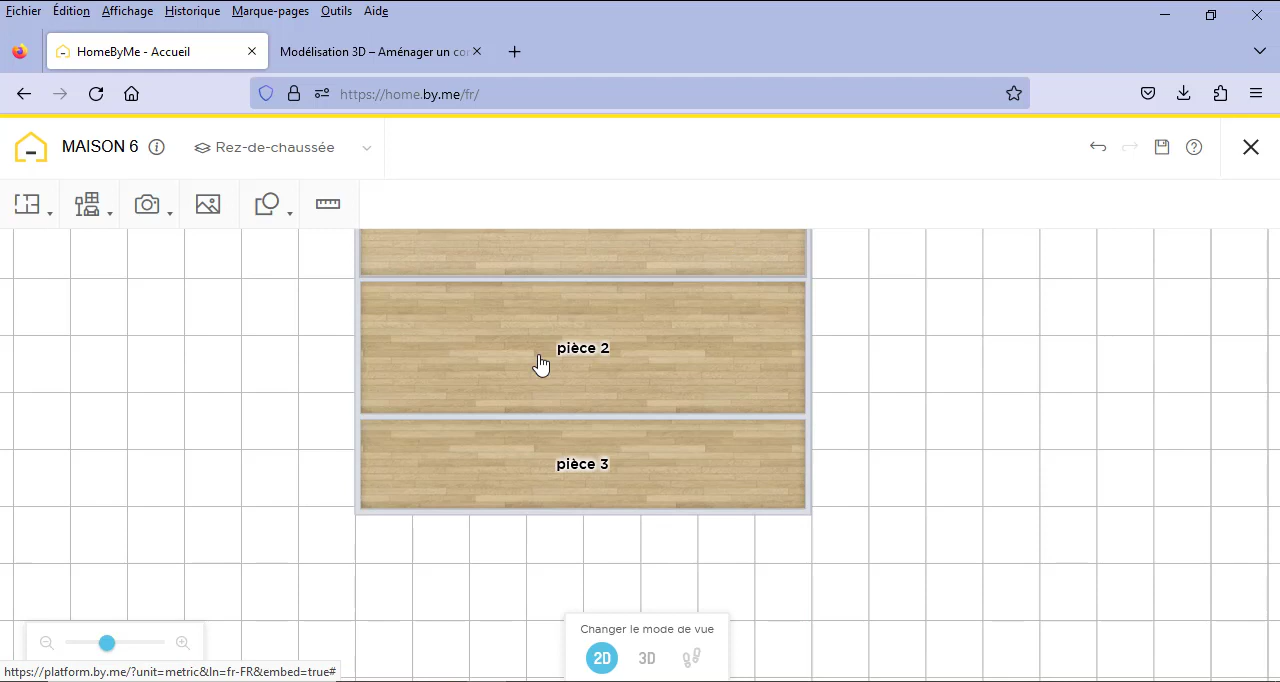 Fichier Édition Affichage Historique Marque-pages Outils Aide
HomeByMe - Accueil
Modélisation 3D – Aménager un co
https://home.by.me/fr/
MAISON 6
Rez-de-chaussée
pièce 2
pièce 3
Changer le mode de vue
2D 3D
https://platform.by.me/?unit=metric&ln=fr-FR&embed=true#